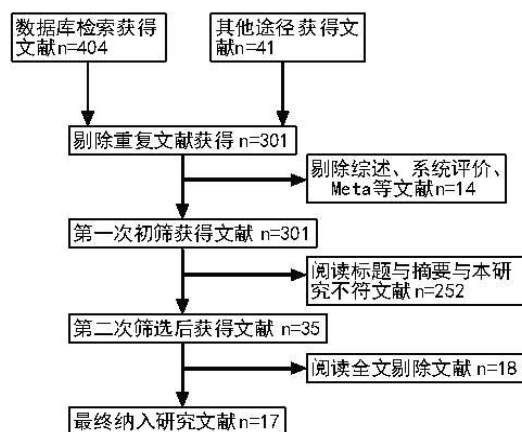 数据库检索获得
文献n=404
其他途径获得文
献n=41
剔除重复文献获得 n=301
剔除综述、系统评价、
Meta等文献n=14
第一次初筛获得文献 n=301
阅读标题与摘要与本研
究不符文献n=252
第二次筛选后获得文献n=35
阅读全文剔除文献n=18
最终纳入研究文献n=17